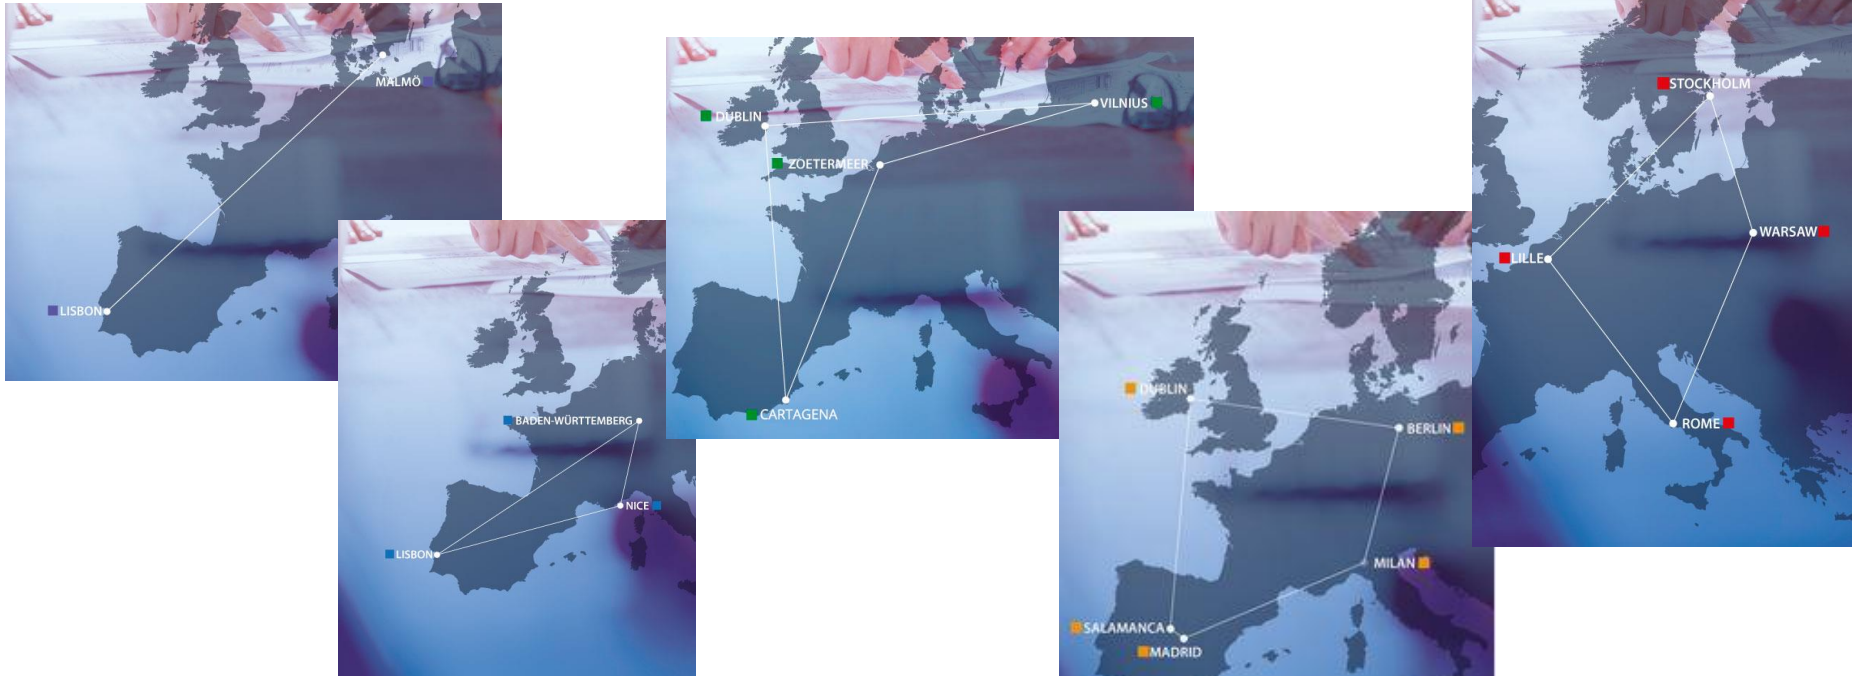 MALMÖ
LISBON
BADEN-WÜRTTEMBERG
NICE
LISBON
VILNIUS
DUBLIN
ZOETERMEER
CARTAGENA
DUBLIN
BERLIN
MILAN
SALAMANCA
MADRID
STOCKHOLM
WARSAW
LILLE
ROME